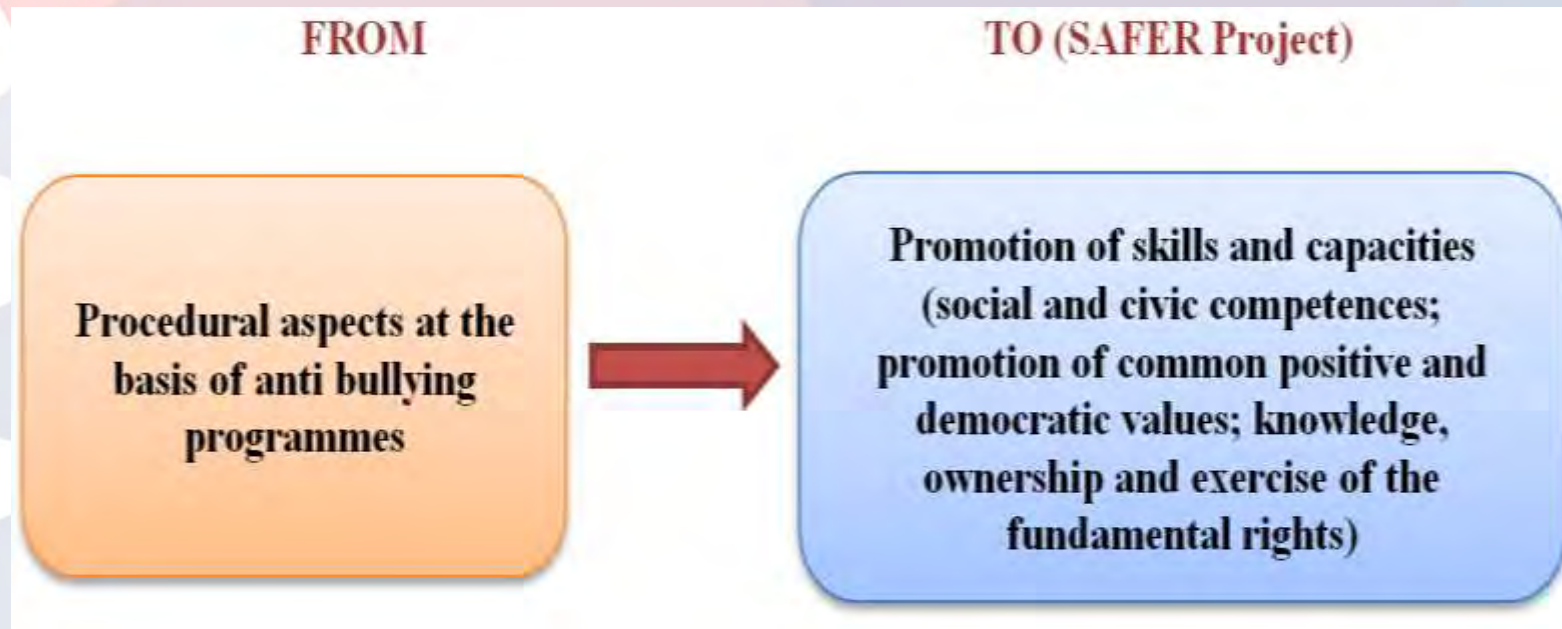 FROM
TO (SAFER Project)
Procedural aspects at the
basis of anti bullying
programmes
Promotion of skills and capacities
(social and civic competences;
promotion of common positive and
democratic values; knowledge,
ownership and exercise of the
fundamental rights)